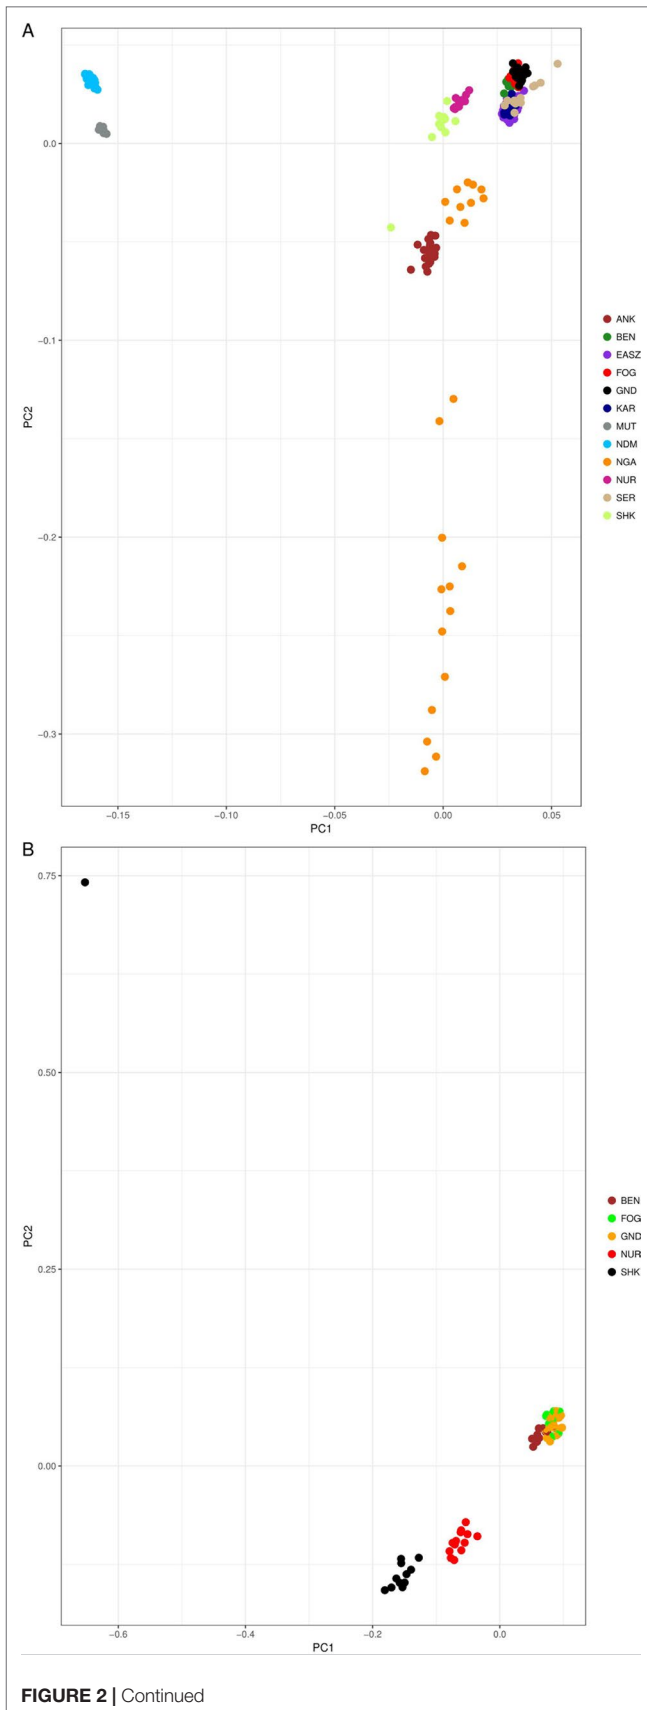 A
0.0
−0.1
−0.2
−0.3
PC2
−0.15
−0.10
−0.05
0.00
0.05
PC1
ANK
BEN
EASZ
FOG
GND
KAR
MUT
NDM
NGA
NUR
SER
SHK
B
0.75
0.50
0.25
0.00
PC2
−0.6
−0.4
−0.2
0.0
PC1
BEN
FOG
GND
NUR
SHK
FIGURE 2 | Continued